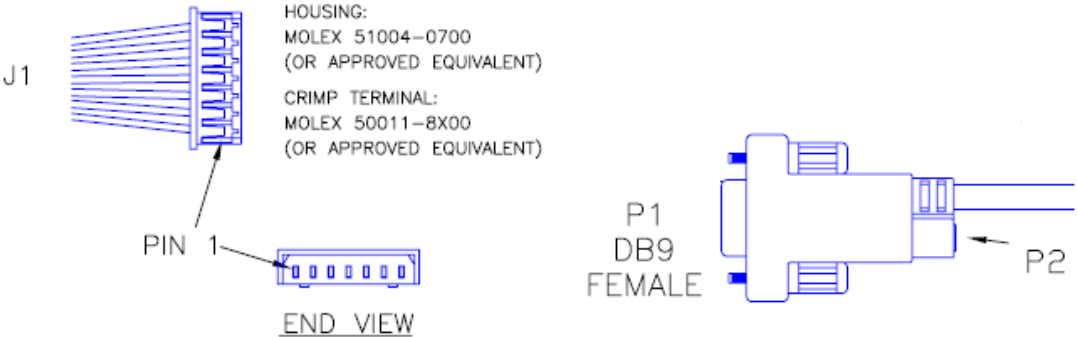 HOUSING:
MOLEX 51004-0700
(OR APPROVED EQUIVALENT)
J1
CRIMP TERMINAL:
MOLEX 50011-8X00
(OR APPROVED EQUIVALENT)
PIN 1
END VIEW
P1
DB9
FEMALE
P2